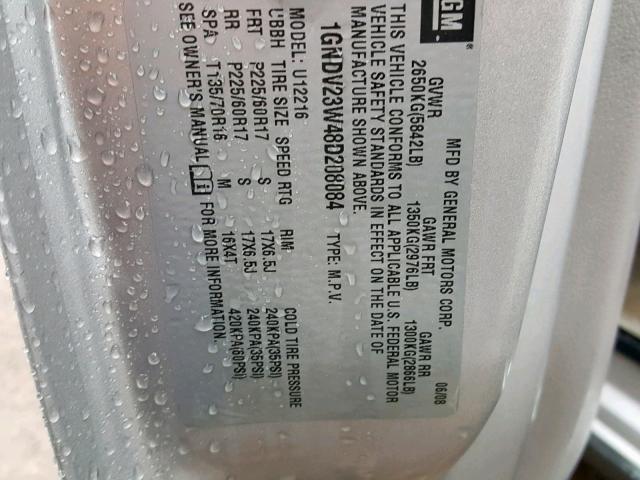 GM®
MFD BY GENERAL MOTORS CORP. 06/08
GVWR GAWR FRT GAWR RR
2650KG(5842LB) 1350KG(2976LB) 1300KG(2866LB)
THIS VEHICLE CONFORMS TO ALL APPLICABLE U.S. FEDERAL MOTOR
VEHICLE SAFETY STANDARDS IN EFFECT ON THE DATE OF
MANUFACTURE SHOWN ABOVE.
1GNDV23W48D208084 TYPE: M.P.V.
MODEL: U12216
UBBH TIRE SIZE SPEED RTG RIM COLD TIRE PRESSURE
FRT P225/60R17 S 17X6.5J 240KPA(35PSI)
RR P225/60R17 S 17X6.5J 240KPA(35PSI)
SPA T135/70R16 M 16X4T 420KPA(60PSI)
SEE OWNER'S MANUAL FOR MORE INFORMATION.